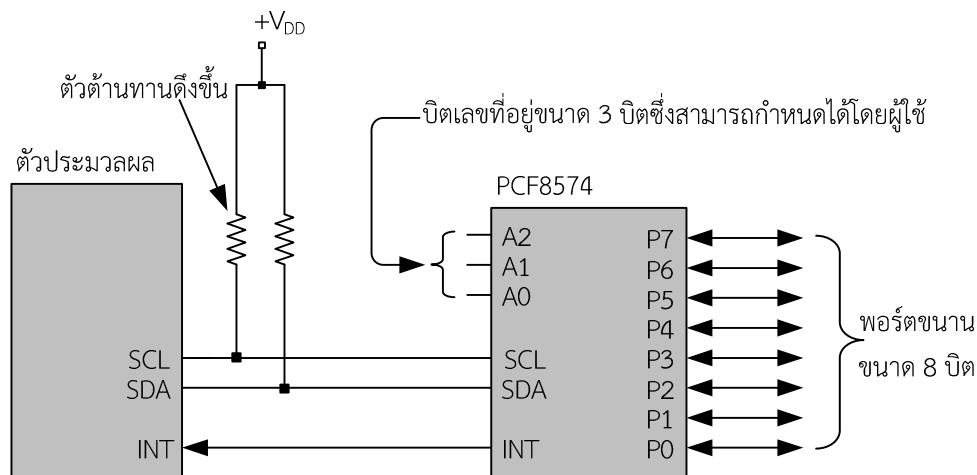 +VDD
ตัวต้านทานดึงขึ้น
บิตเลขที่อยู่ขนาด 3 บิตซึ่งสามารถกำหนดได้โดยผู้ใช้
ตัวประมวลผล
PCF8574
A2
A1
A0
P7
P6
P5
P4
P3
P2
P1
P0
พอร์ตขนาน
ขนาด 8 บิต
SCL
SDA
INT
SCL
SDA
INT